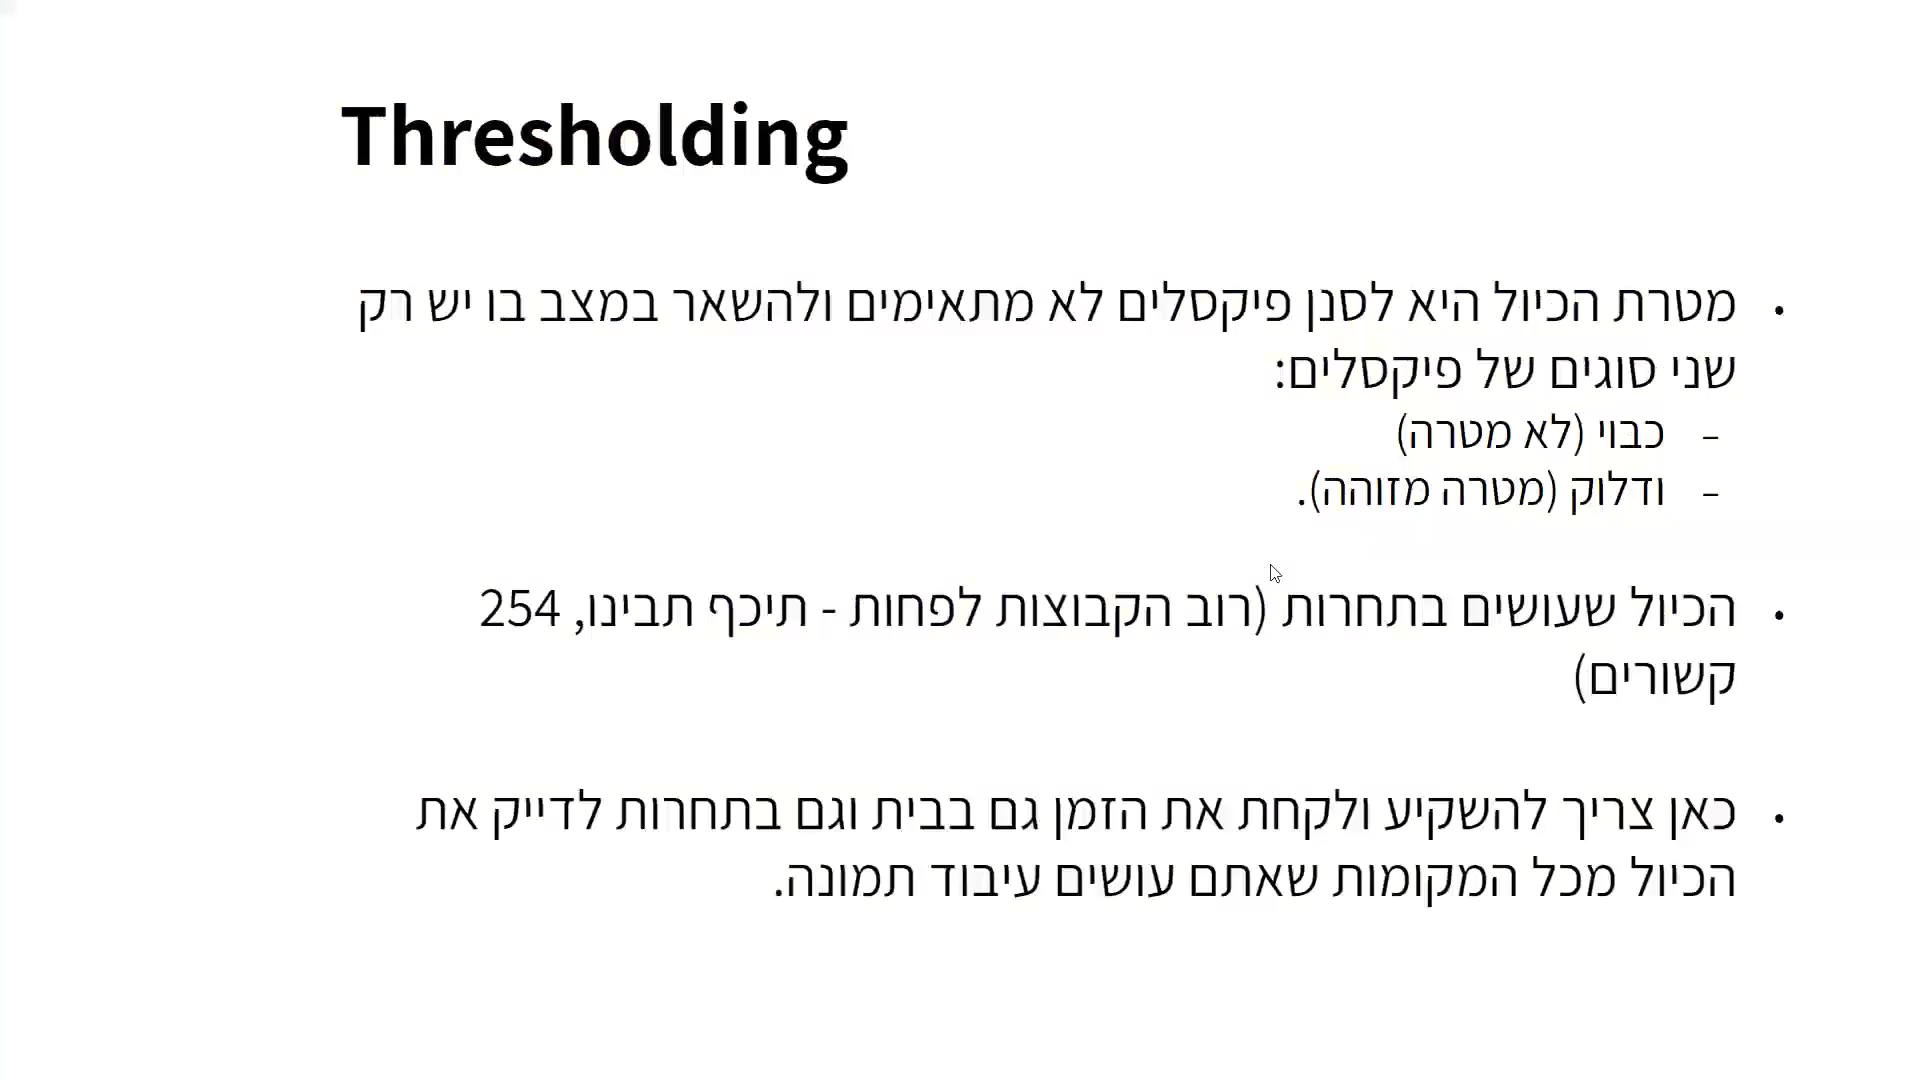 Thresholding
• מטרת הכיול היא לסנן פיקסלים לא מתאימים ולהשאר במצב בו יש רק
שני סוגים של פיקסלים:
– כבוי (לא מטרה)
– ודלוק (מטרה מזוהה).
• הכיול שעושים בתחרות (רוב הקבוצות לפחות - תיכף תבינו, 254
קשורים)
• כאן צריך להשקיע ולקחת את הזמן גם בבית וגם בתחרות לדייק את
הכיול מכל המקומות שאתם עושים עיבוד תמונה.